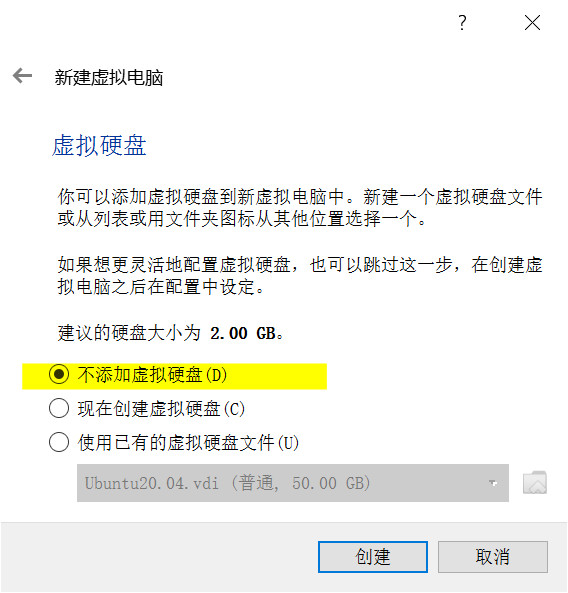 ?
新建虚拟电脑
虚拟硬盘
你可以添加虚拟硬盘到新虚拟电脑中。新建一个虚拟硬盘文件
或从列表或用文件夹图标从其他位置选择一个。
如果想更灵活地配置虚拟硬盘，也可以跳过这一步，在创建虚
拟电脑之后在配置中设定。
建议的硬盘大小为 2.00 GB。
不添加虚拟硬盘(D)
现在创建虚拟硬盘(C)
使用已有的虚拟硬盘文件(U)
Ubuntu20.04.vdi (普通, 50.00 GB)
创建
取消